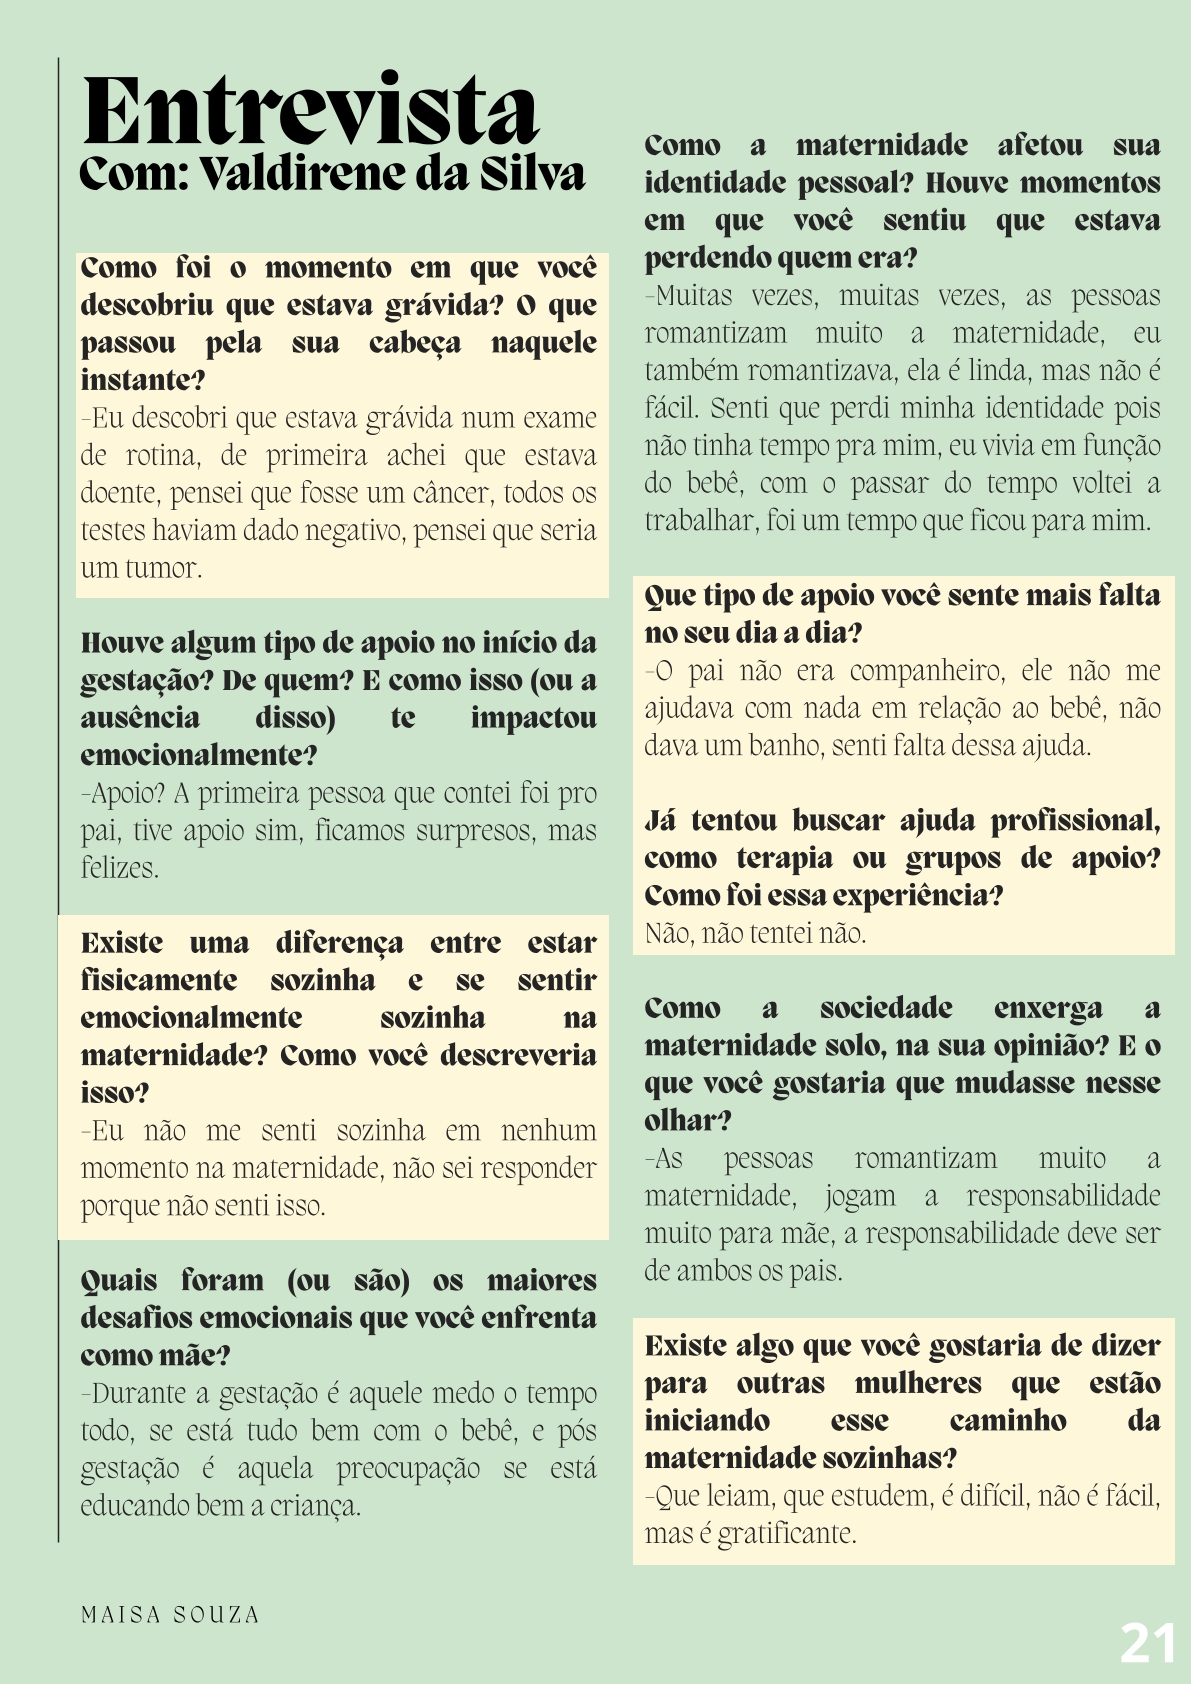 Entrevista
Com: Valdirene da Silva
Como foi o momento em que você
descobriu que estava grávida? O que
passou pela sua cabeça naquele
instante?
-Eu descobri que estava grávida num exame
de rotina, de primeira achei que estava
doente, pensei que fosse um câncer, todos os
testes haviam dado negativo, pensei que seria
um tumor.
Houve algum tipo de apoio no início da
gestação? De quem? E como isso (ou a
ausência disso) te impactou
emocionalmente?
-Apoio? A primeira pessoa que contei foi pro
pai, tive apoio sim, ficamos surpresos, mas
felizes.
Existe uma diferença entre estar
fisicamente sozinha e se sentir
emocionalmente sozinha na
maternidade? Como você descreveria
isso?
-Eu não me senti sozinha em nenhum
momento na maternidade, não sei responder
porque não senti isso.
Quais foram (ou são) os maiores
desafios emocionais que você enfrenta
como mãe?
-Durante a gestação é aquele medo o tempo
todo, se está tudo bem com o bebê, e pós
gestação é aquela preocupação se está
educando bem a criança.
Como a maternidade afetou sua
identidade pessoal? Houve momentos
em que você sentiu que estava
perdendo quem era?
-Muitas vezes, muitas vezes, as pessoas
romantizam muito a maternidade, eu
também romantizava, ela é linda, mas não é
fácil. Senti que perdi minha identidade pois
não tinha tempo pra mim, eu vivia em função
do bebê, com o passar do tempo voltei a
trabalhar, foi um tempo que ficou para mim.
Que tipo de apoio você sente mais falta
no seu dia a dia?
-O pai não era companheiro, ele não me
ajudava com nada em relação ao bebê, não
dava um banho, senti falta dessa ajuda.
Já tentou buscar ajuda profissional,
como terapia ou grupos de apoio?
Como foi essa experiência?
Não, não tentei não.
Como a sociedade enxerga a
maternidade solo, na sua opinião? E o
que você gostaria que mudasse nesse
olhar?
-As pessoas romantizam muito a
maternidade, jogam a responsabilidade
muito para mãe, a responsabilidade deve ser
de ambos os pais.
Existe algo que você gostaria de dizer
para outras mulheres que estão
iniciando esse caminho da
maternidade sozinhas?
-Que leiam, que estudem, é difícil, não é fácil,
mas é gratificante.
MAISA SOUZA
21